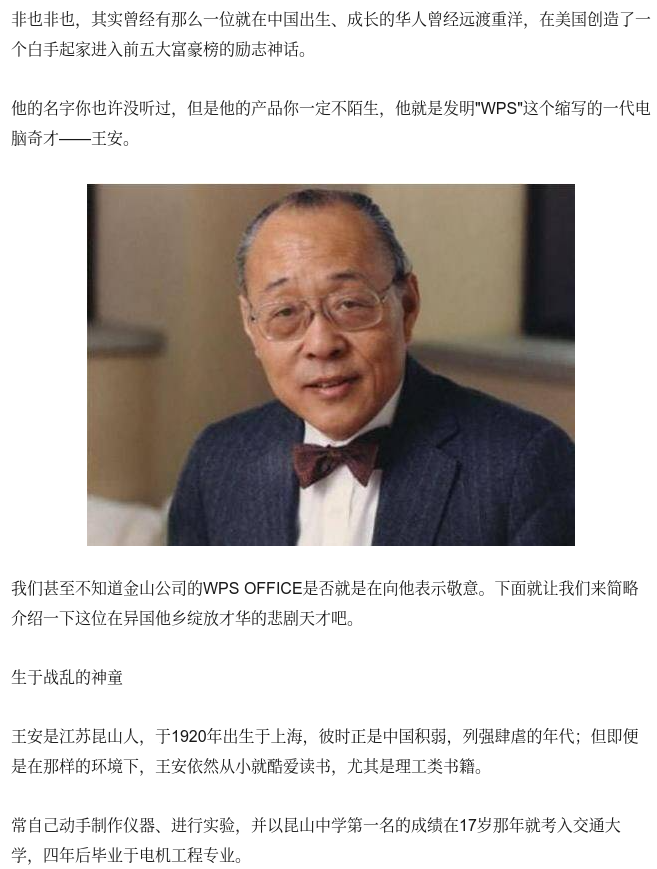 非也非也，其实曾经有那么一位就在中国出生、成长的华人曾经远渡重洋，在美国创造了一
个白手起家进入前五大富豪榜的励志神话。
他的名字你也许没听过，但是他的产品你一定不陌生，他就是发明"WPS"这个缩写的一代电
脑奇才——王安。
我们甚至不知道金山公司的WPS OFFICE是否就是在向他表示敬意。下面就让我们来简略
介绍一下这位在异国他乡绽放才华的悲剧天才吧。
生于战乱的神童
王安是江苏昆山人，于1920年出生于上海，彼时正是中国积弱，列强肆虐的年代；但即便
是在那样的环境下，王安依然从小就酷爱读书，尤其是理工类书籍。
常自己动手制作仪器、进行实验，并以昆山中学第一名的成绩在17岁那年就考入交通大
学，四年后毕业于电机工程专业。